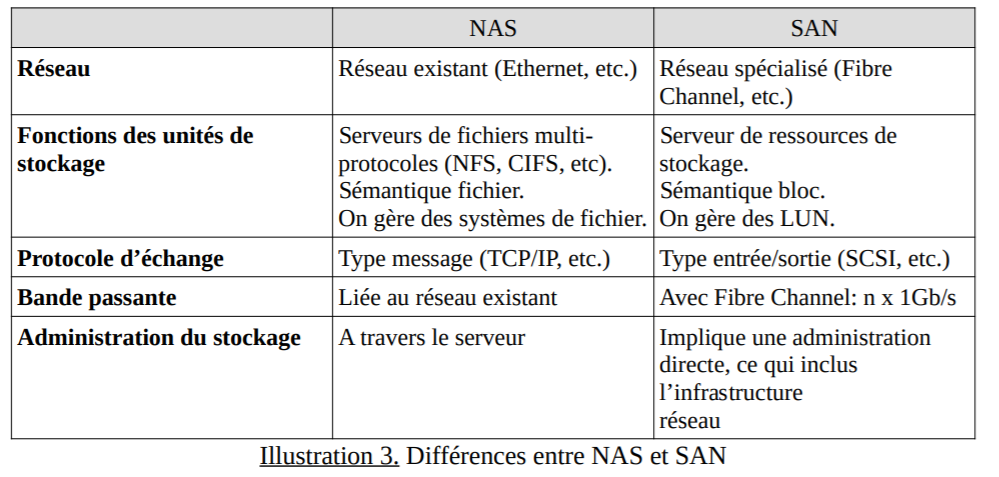 NAS SAN
Réseau Réseau existant (Ethernet, etc.) Réseau spécialisé (Fibre
Channel, etc.)
Fonctions des unités de
stockage
Serveurs de fichiers multi-
protocoles (NFS, CIFS, etc).
Sémantique fichier.
On gère des systèmes de fichier.
Serveur de ressources de
stockage.
Sémantique bloc.
On gère des LUN.
Protocole d’échange Type message (TCP/IP, etc.) Type entrée/sortie (SCSI, etc.)
Bande passante Liée au réseau existant Avec Fibre Channel: n x 1Gb/s
Administration du stockage A travers le serveur Implique une administration
directe, ce qui inclus
l’infrastructure
réseau
Illustration 3. Différences entre NAS et SAN